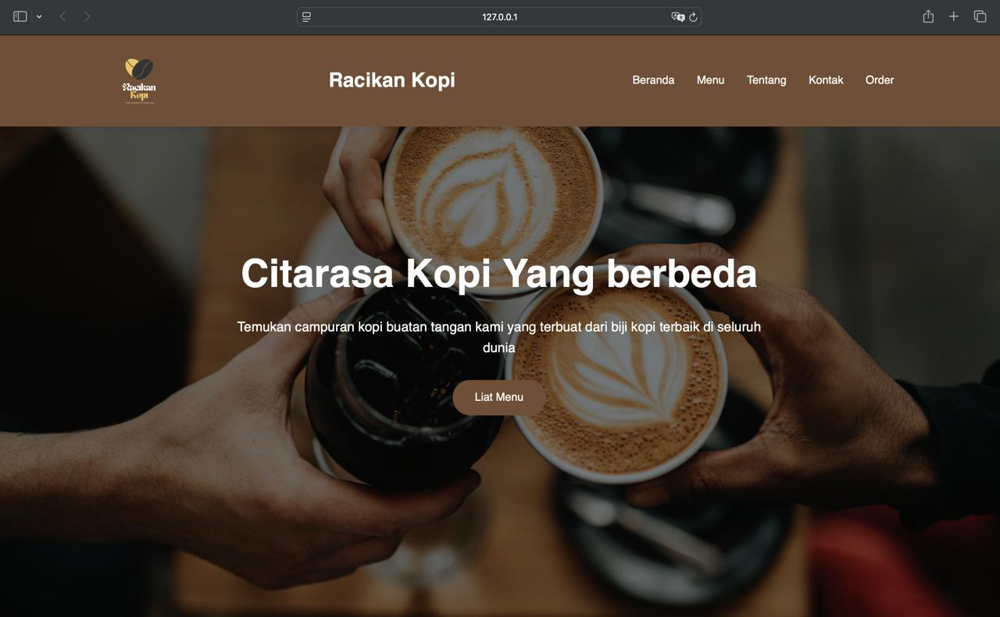 127.0.0.1
Racikan
Kopi
Racikan Kopi
Beranda Menu Tentang Kontak Order
Citarasa Kopi Yang berbeda
Temukan campuran kopi buatan tangan kami yang terbuat dari biji kopi terbaik di seluruh
dunia
Liat Menu